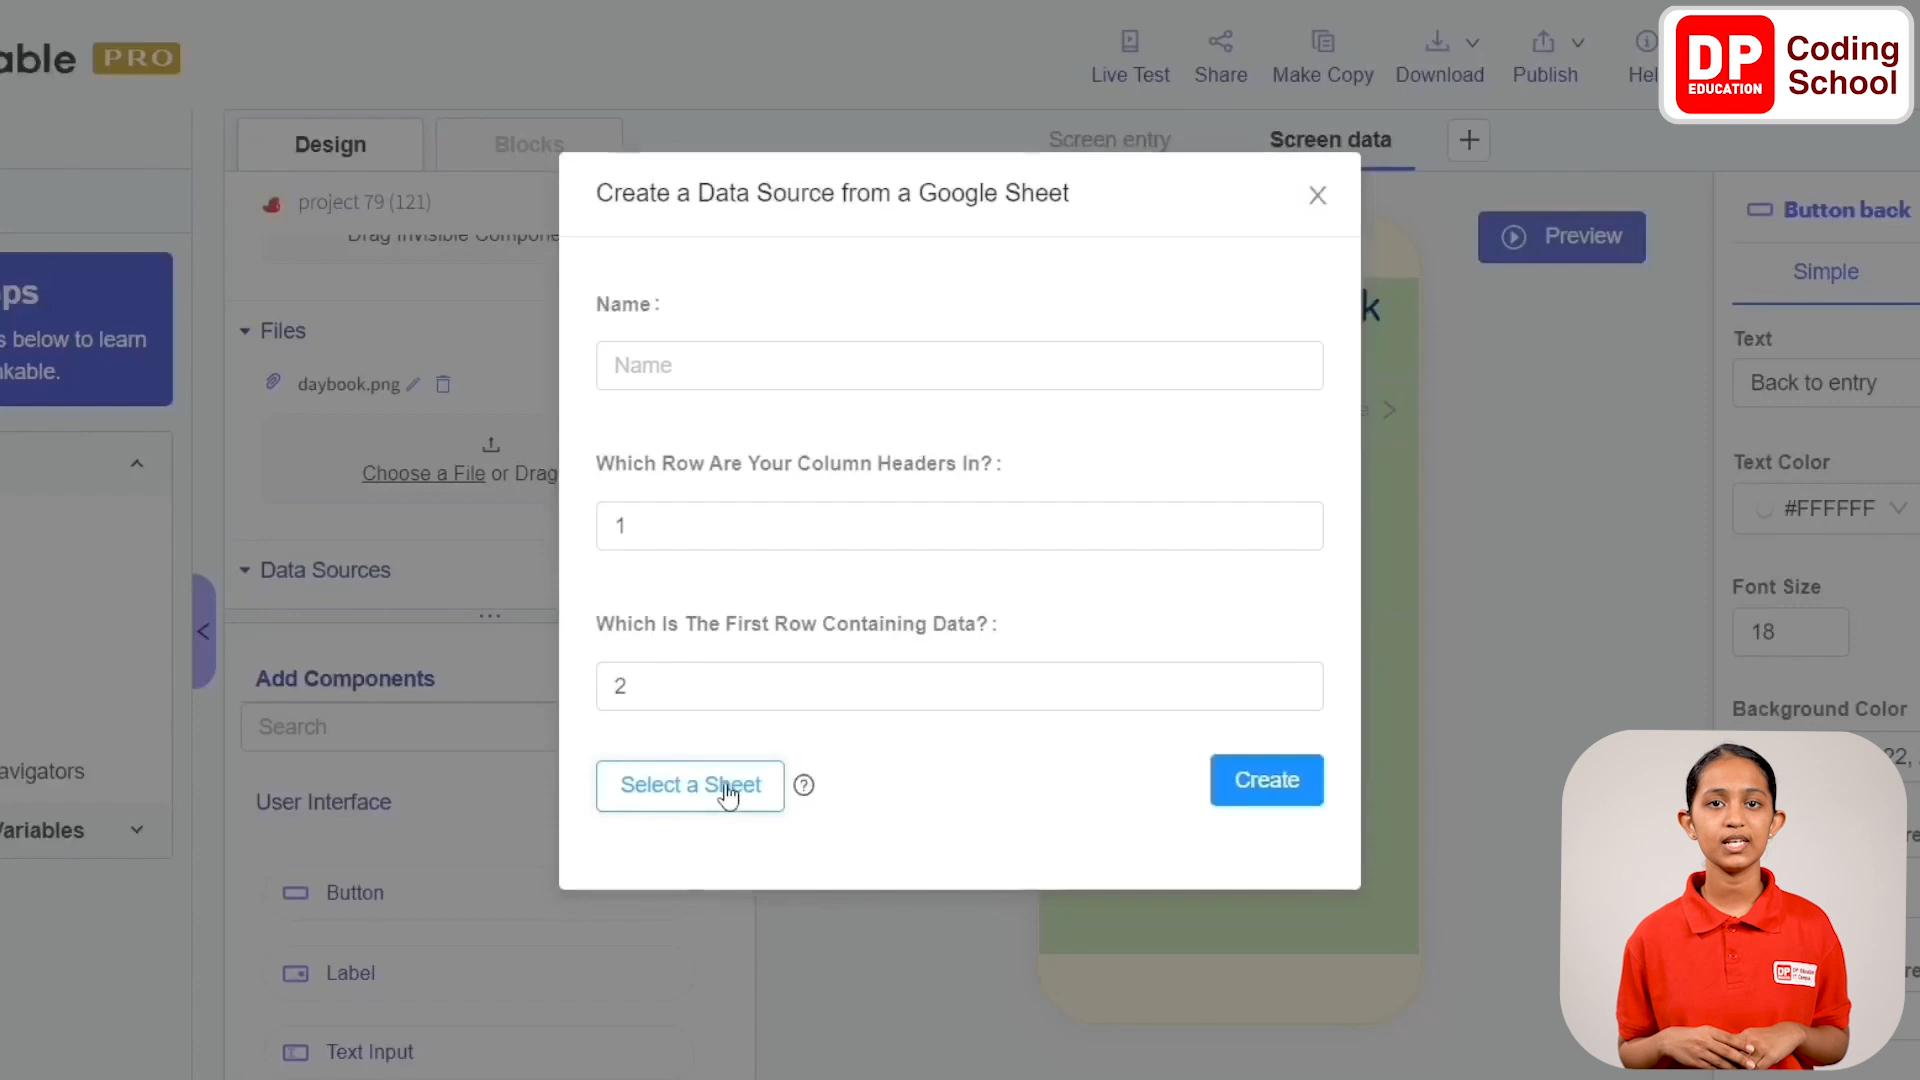 able PRO
Live Test
Share
Make Copy
Download
Publish
DP
EDUCATION
Coding
School
Design
Blocks
Screen entry
Screen data
project 79 (121)
Create a Data Source from a Google Sheet
Button back
Preview
Simple
ps
s below to learn
kable.
Files
daybook.png
Choose a File or Drag
Data Sources
Name :
Name
Which Row Are Your Column Headers In? :
1
Which Is The First Row Containing Data? :
2
Select a Sheet
Create
Text
Back to entry
Text Color
#FFFFFF
Font Size
18
Background Color
22,
Add Components
Search
avigators
Variables
User Interface
Button
Label
Text Input
k